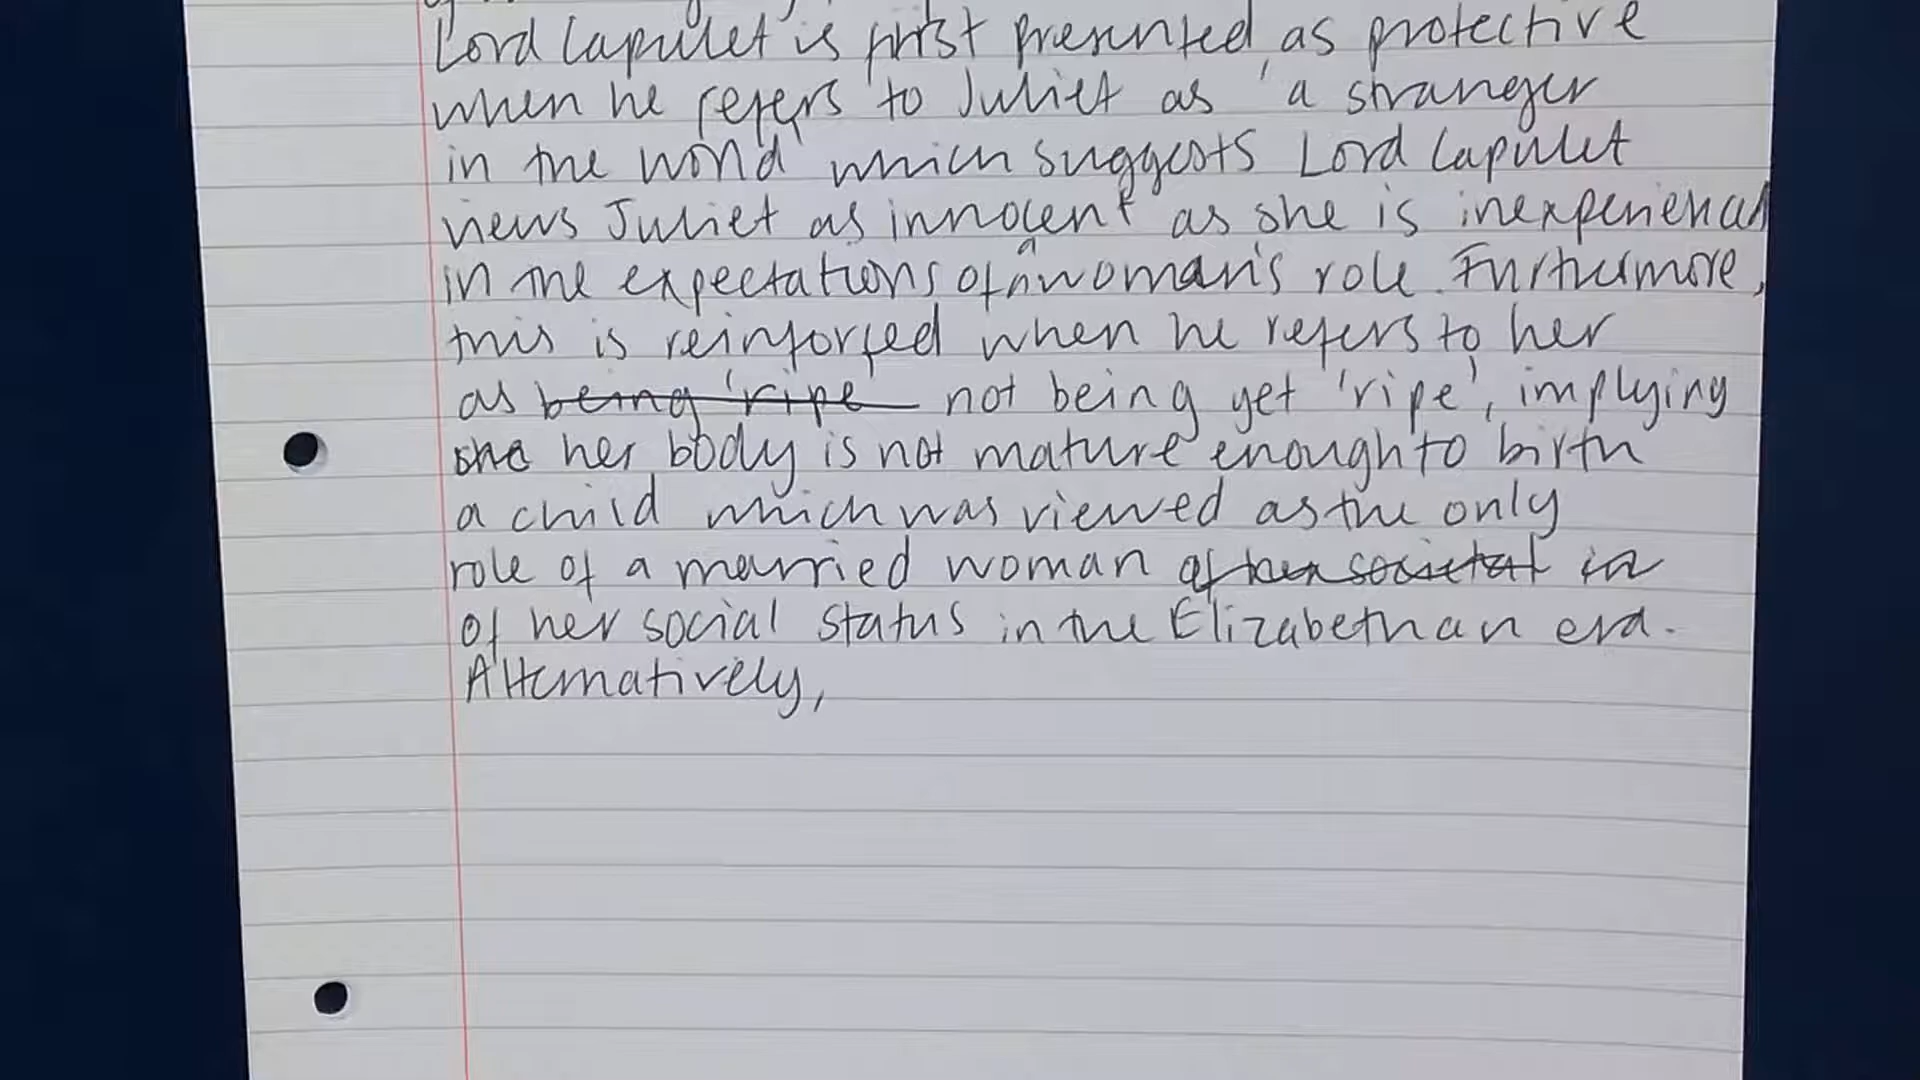 Lord Capulet is first presented as protective
when he refers to Juliet as 'a stranger
in the world' which suggests Lord Capulet
views Juliet as innocent as she is inexperienced
in the expectations of a woman's role. Furthermore,
this is reinforced when he refers to her
as being 'ripe' not being yet 'ripe', implying
she her body is not mature enough to birth
a child which was viewed as the only
role of a married woman of her societal in
of her social status in the Elizabethan era.
Alternatively,